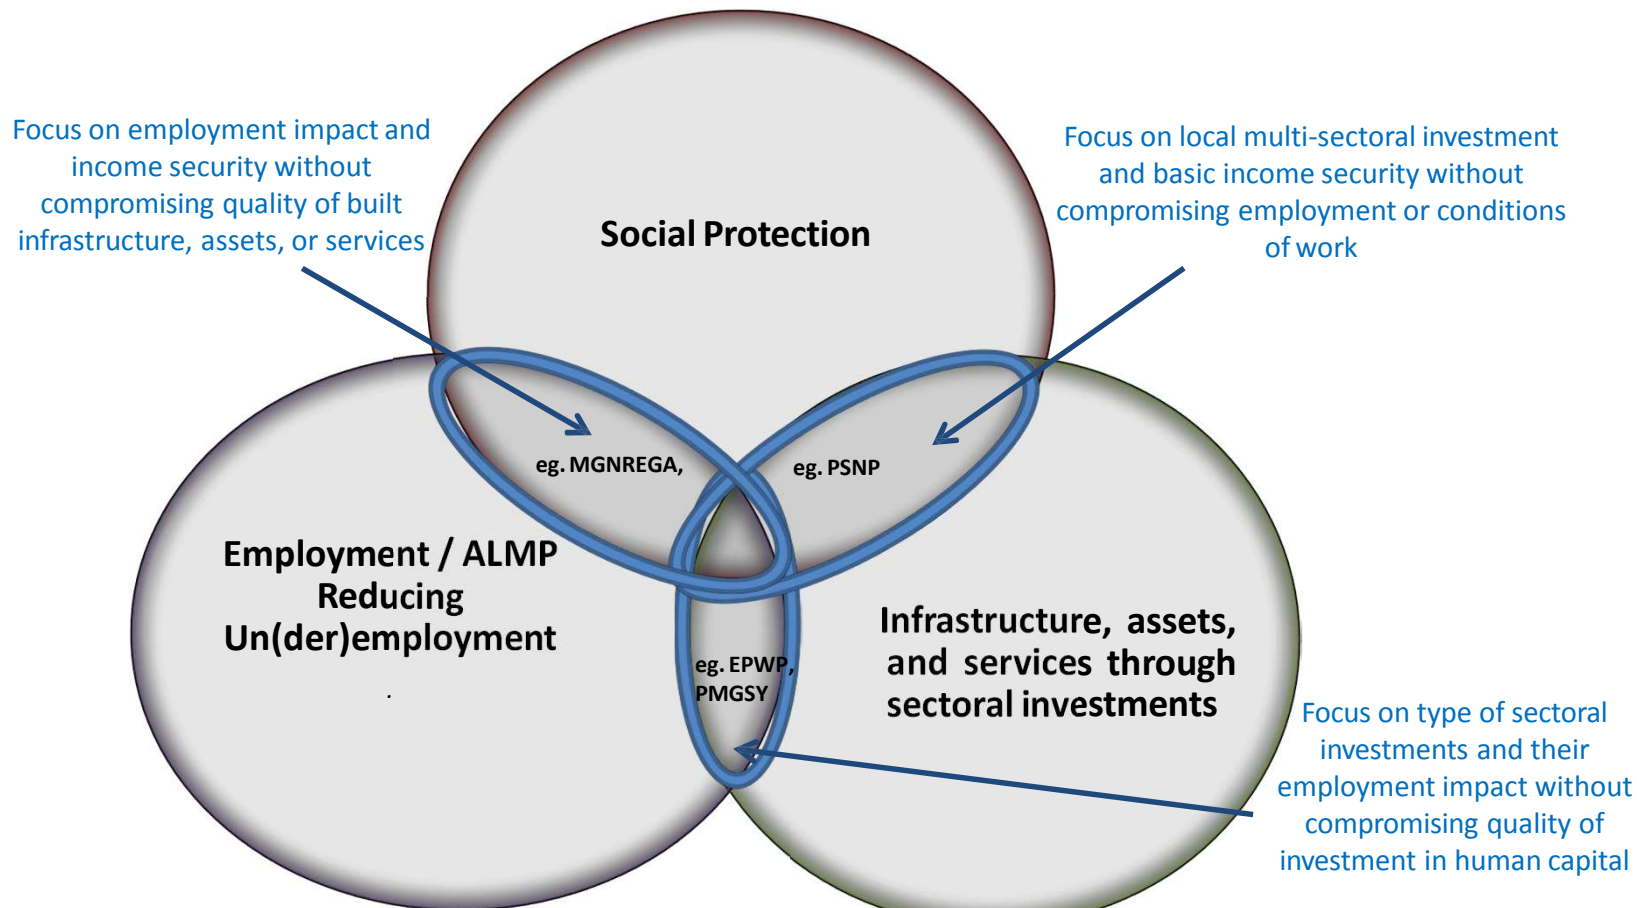 Focus on employment impact and
income security without
compromising quality of built
infrastructure, assets, or services
Focus on local multi-sectoral investment
and basic income security without
compromising employment or conditions
of work
Social Protection
eg. MGNREGA,
eg. PSNP
Employment / ALMP
Reducing
Un(der)employment
.
Infrastructure, assets,
and services through
sectoral investments
eg. EPWP,
PMGSY
Focus on type of sectoral
investments and their
employment impact without
compromising quality of
investment in human capital